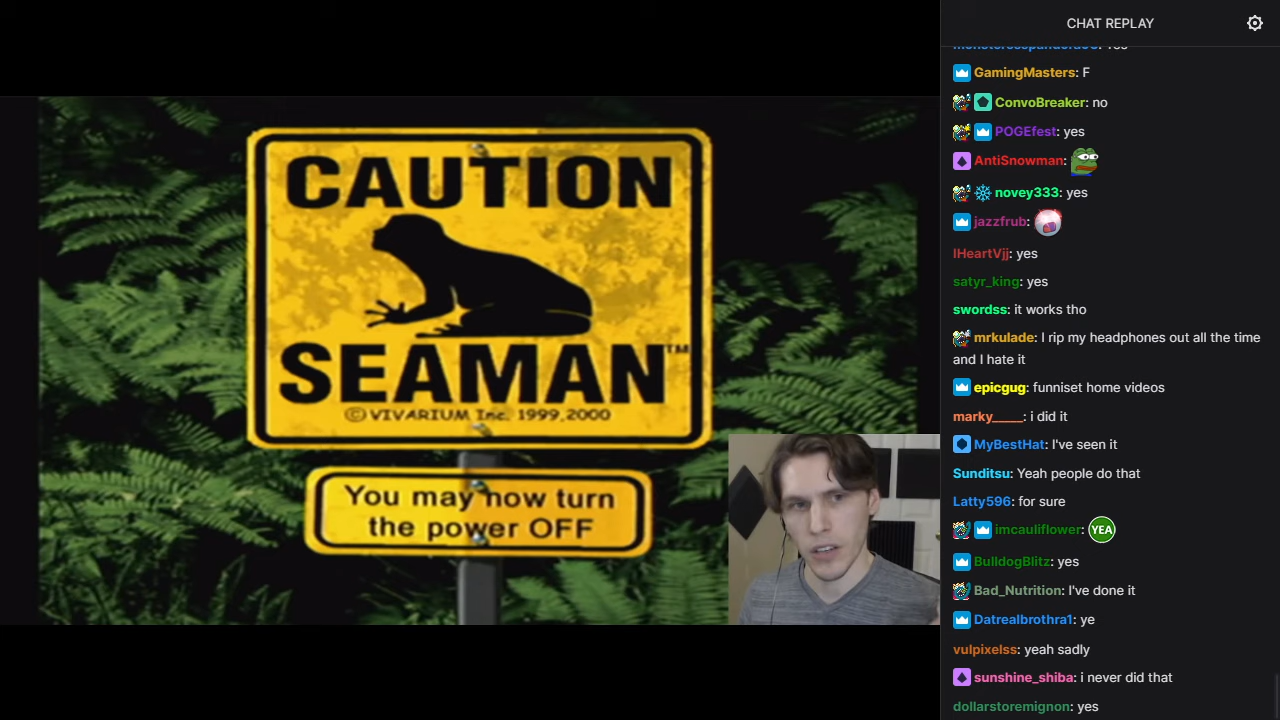 CAUTION
SEAMAN™
© VIVARIUM Inc. 1999,2000
You may now turn
the power OFF
CHAT REPLAY
GamingMasters: F
ConvoBreaker: no
POGEfest: yes
AntiSnowman:
novey333: yes
jazzfrub:
IHeartVjj: yes
satyr_king: yes
swordss: it works tho
mrkulade: I rip my headphones out all the time
and I hate it
epicgug: funniset home videos
marky_____: i did it
MyBestHat: I've seen it
Sunditsu: Yeah people do that
Latty596: for sure
imcauliflower: YEA
BulldogBlitz: yes
Bad_Nutrition: I've done it
Datrealbrothra1: ye
vulpixelss: yeah sadly
sunshine_shiba: i never did that
dollarstoremignon: yes